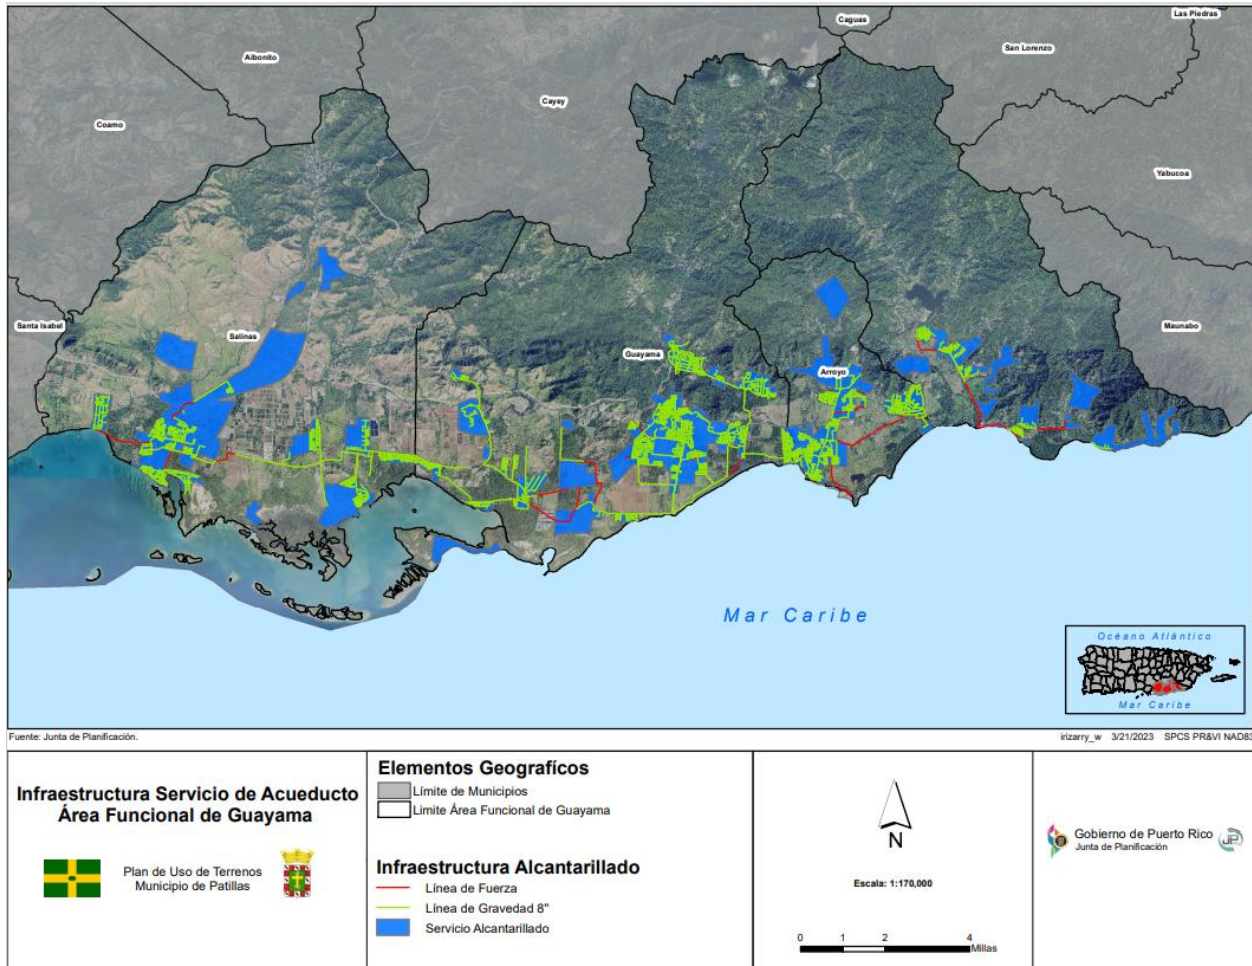 Las Piedras
Caguas
San Lorenzo
Aibonito
Cayey
Coamo
Yabucoa
Santa Isabel
Maunabo
Salinas
Guayama
Arroyo
Mar Caribe
Océano Atlántico
Mar Caribe
Fuente: Junta de Planificación.
irizarry_w 3/21/2023 SPCS PR&VI NAD83
Infraestructura Servicio de Acueducto
Área Funcional de Guayama
Plan de Uso de Terrenos
Municipio de Patillas
Elementos Geografícos
Límite de Municipios
Limite Área Funcional de Guayama
Infraestructura Alcantarillado
Línea de Fuerza
Línea de Gravedad 8"
Servicio Alcantarillado
N
Escala: 1:170,000
0 1 2 4
Millas
Gobierno de Puerto Rico
Junta de Planificación
JP